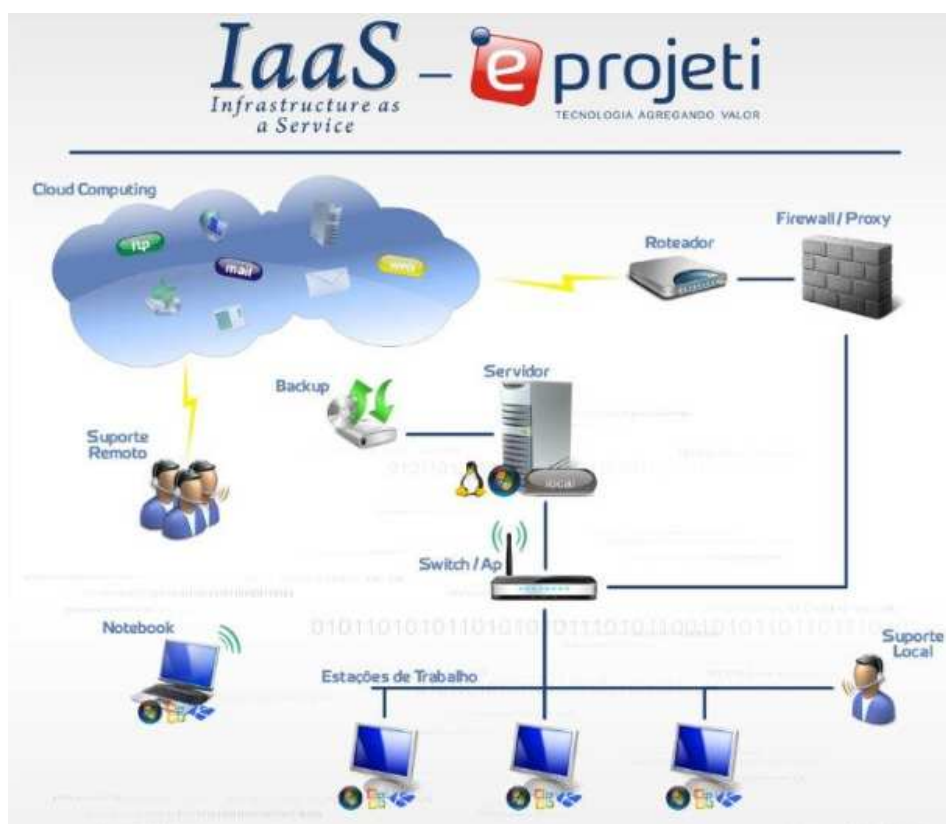 IaaS – e projeti
Infrastructure as
a Service
TECNOLOGIA AGREGANDO VALOR
Cloud Computing
Firewall / Proxy
Roteador
ftp
mail
Servidor
Backup
Suporte
Remoto
local
Switch / Ap
Notebook
Suporte
Local
Estações de Trabalho